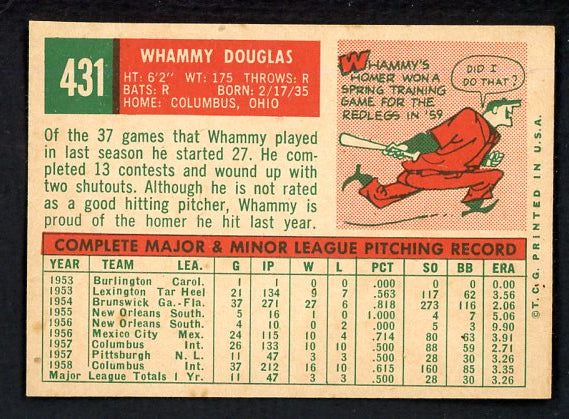 431
WHAMMY DOUGLAS
HT: 6'2" WT: 175 THROWS: R
BATS: R BORN: 2/17/35
HOME: COLUMBUS, OHIO
Of the 37 games that Whammy played
in last season he started 27. He com-
pleted 13 contests and wound up with
two shutouts. Although he is not rated
as a good hitting pitcher, Whammy is
proud of the homer he hit last year.
WHAMMY'S
HOMER WON A
SPRING TRAINING
GAME FOR THE
REDLEGS IN '59
DID I
DO THAT?
COMPLETE MAJOR & MINOR LEAGUE PITCHING RECORD
YEAR TEAM LEA. G IP W L PCT SO BB ERA
1953 Burlington Carol. 1 1 0 0 .000 0 0 0.00
1953 Lexington Tar Heel 21 134 9 7 .563 117 62 3.56
1954 Brunswick Ga.-Fla. 37 271 27 6 .818 273 116 2.06
1955 New Orleans South. 5 16 1 0 1.000 4 7 5.06
1956 New Orleans South. 6 10 0 0 .000 5 3 9.90
1956 Mexico City Mex. 24 115 10 4 .714 80 63 3.91
1957 Columbus Int. 26 133 10 10 .500 88 59 2.71
1957 Pittsburgh N. L. 11 47 3 3 .500 28 30 3.26
1958 Columbus Int. 37 212 16 10 .615 160 85 3.35
Major League Totals 1 Yr. 11 47 3 3 .500 28 30 3.26
© T. C. G. PRINTED IN U.S.A.